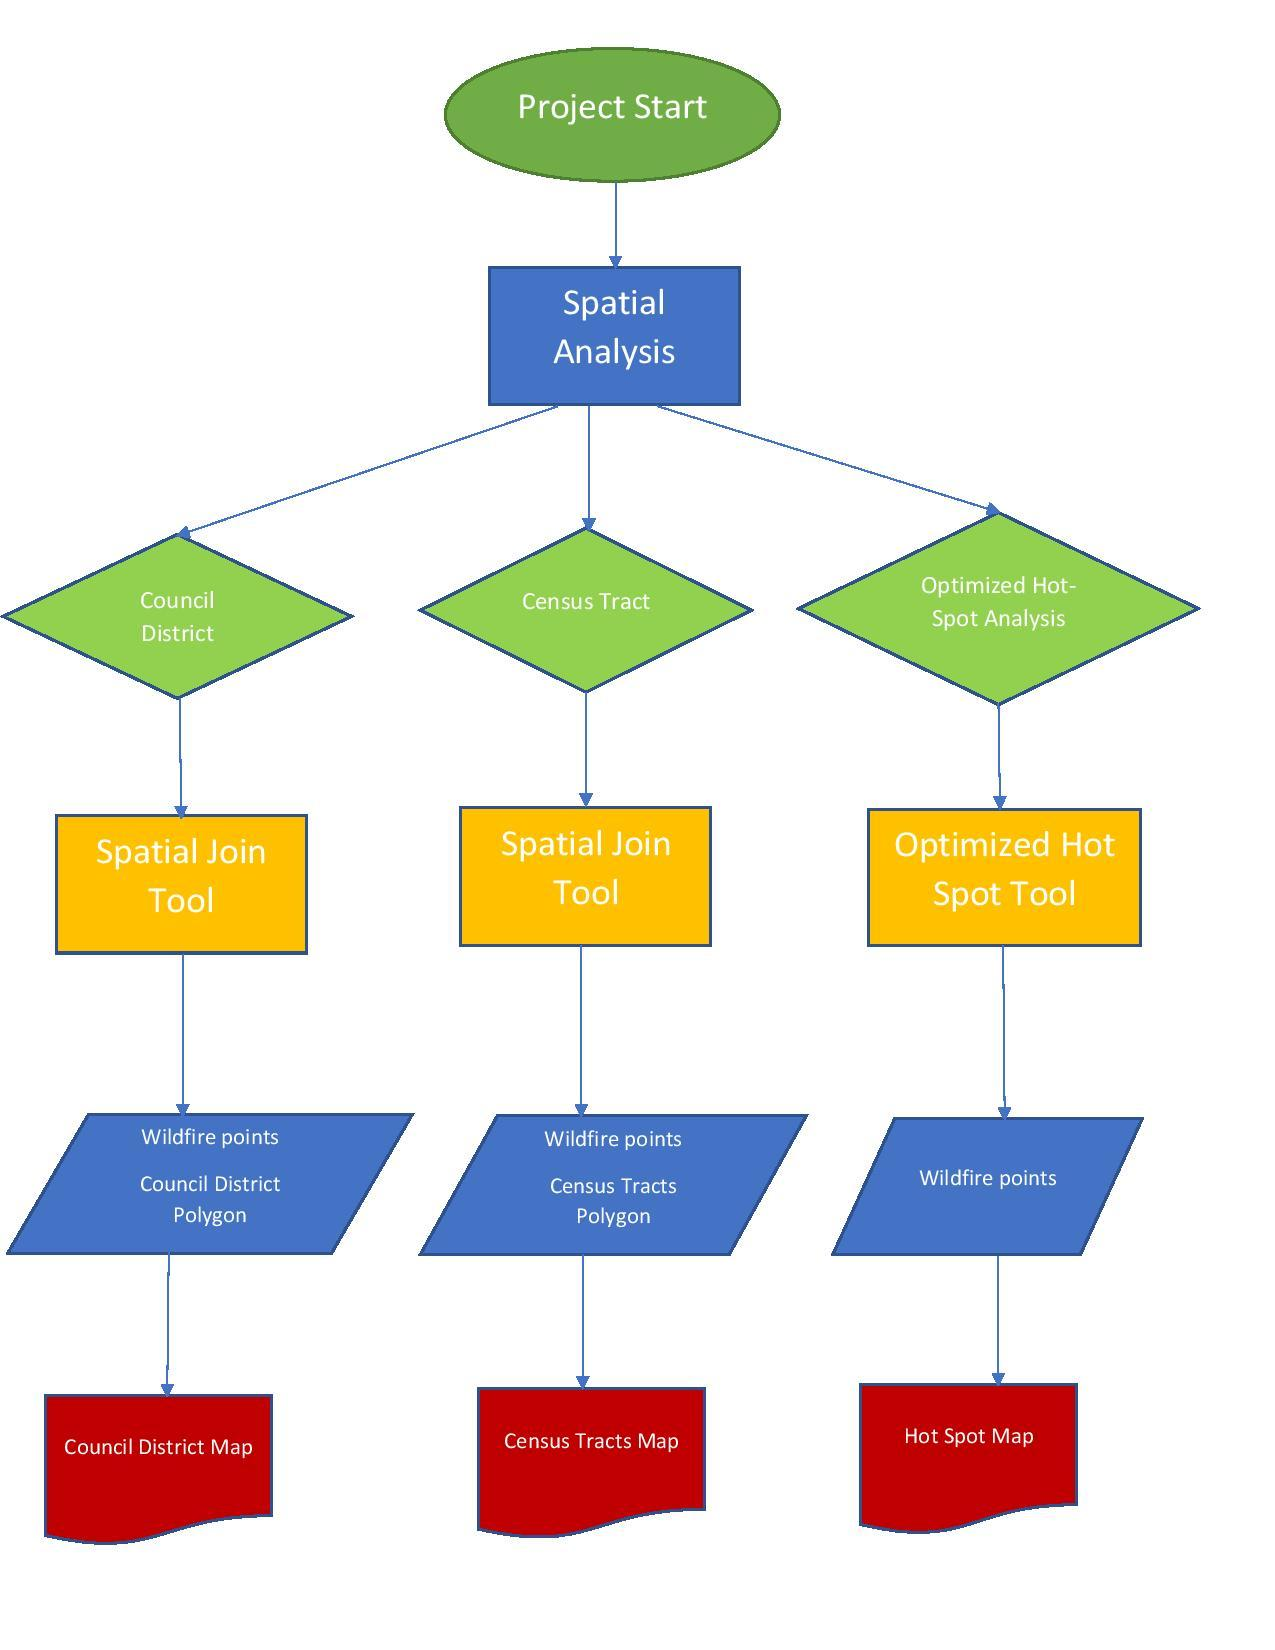 Project Start
Spatial
Analysis
Council
District
Census Tract
Optimized Hot-
Spot Analysis
Spatial Join
Tool
Spatial Join
Tool
Optimized Hot
Spot Tool
Wildfire points
Council District
Polygon
Wildfire points
Census Tracts
Polygon
Wildfire points
Council District Map
Census Tracts Map
Hot Spot Map